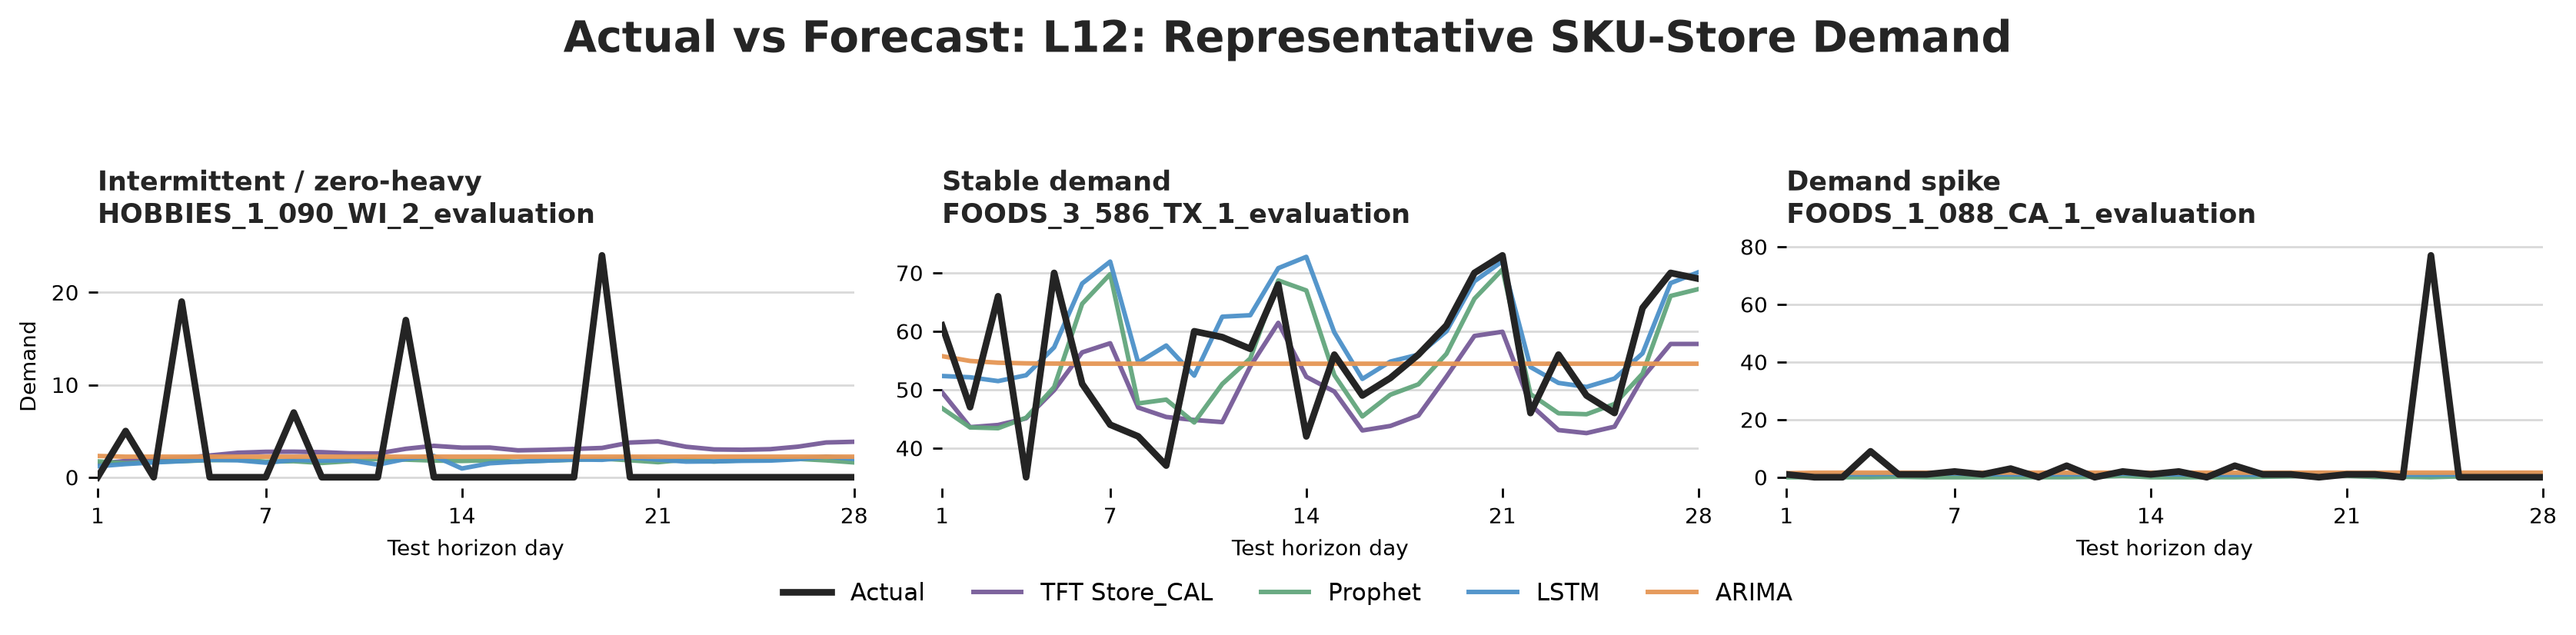 Actual vs Forecast: L12: Representative SKU-Store Demand
Intermittent / zero-heavy
HOBBIES_1_090_WI_2_evaluation
Demand
20
10
0
1 7 14 21 28
Test horizon day
Stable demand
FOODS_3_586_TX_1_evaluation
70
60
50
40
1 7 14 21 28
Test horizon day
Demand spike
FOODS_1_088_CA_1_evaluation
80
60
40
20
0
1 7 14 21 28
Test horizon day
Actual TFT Store_CAL Prophet LSTM ARIMA